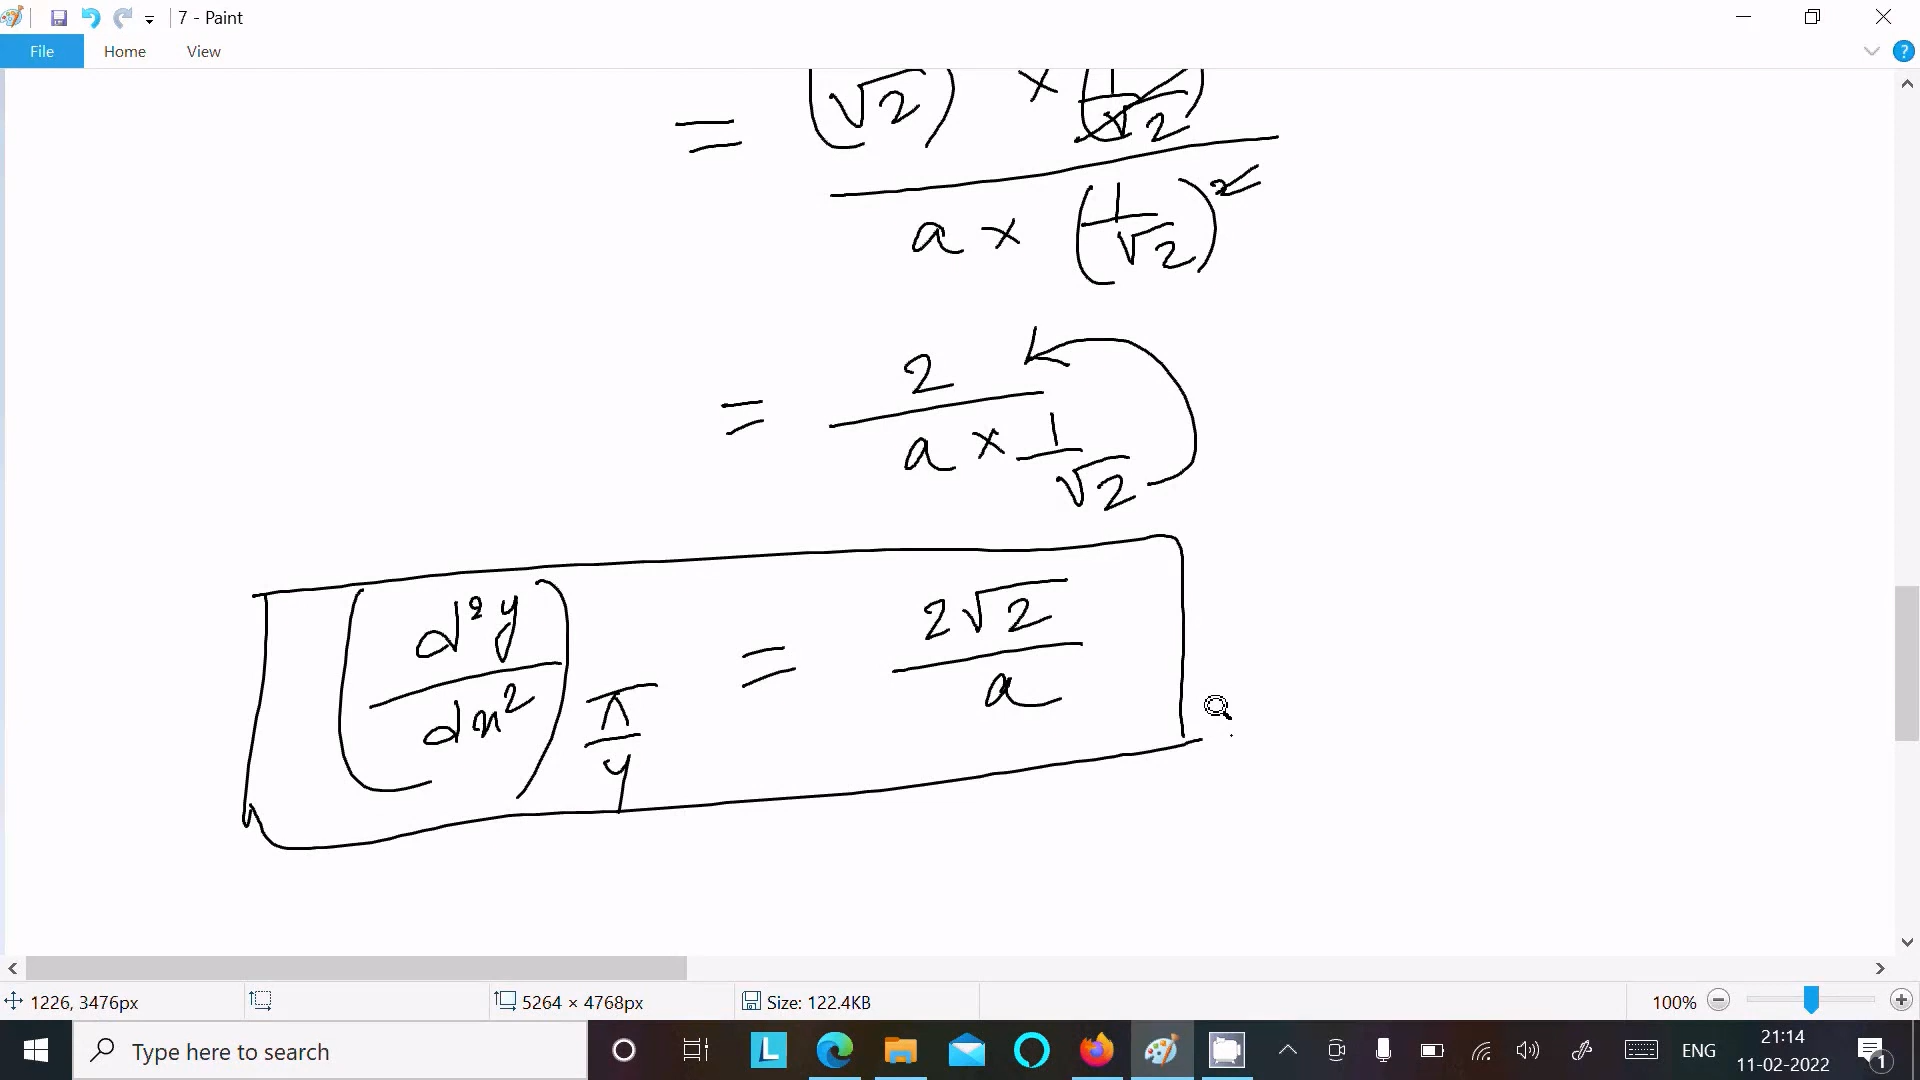 7 - Paint
File Home View
(√2) × (1/√2)
=
a × (1/√2)²
2
=
a × 1/√2
(d²y/dx²) π/4 = 2√2/a
1226, 3476px
5264 × 4768px
Size: 122.4KB
100%
Type here to search
ENG
21:14
11-02-2022
1